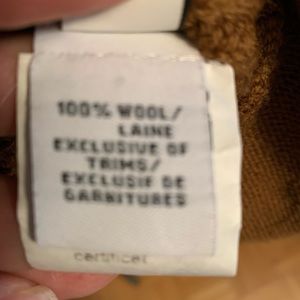 100% WOOL/
LAINE
EXCLUSIVE OF
TRIMS/
EXCLUSIF DE
GARNITURES